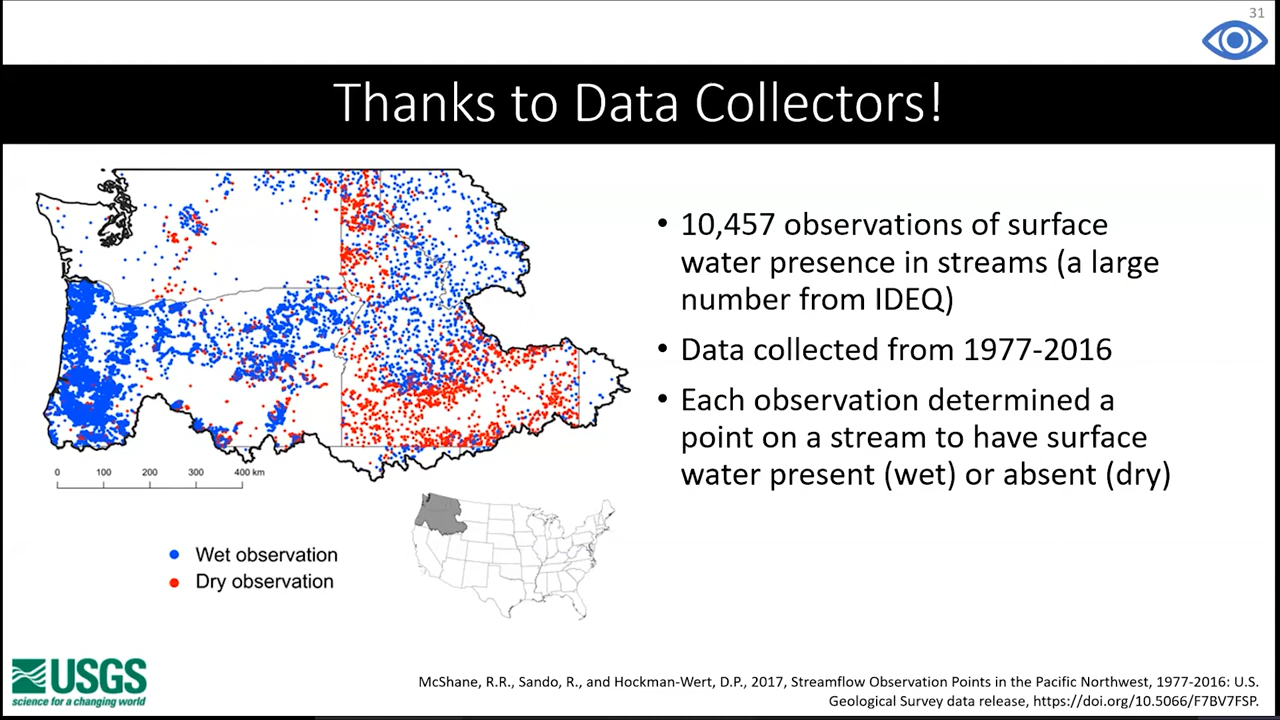 31
Thanks to Data Collectors!
• 10,457 observations of surface
water presence in streams (a large
number from IDEQ)
• Data collected from 1977-2016
• Each observation determined a
point on a stream to have surface
water present (wet) or absent (dry)
0 100 200 300 400 km
Wet observation
Dry observation
USGS
science for a changing world
McShane, R.R., Sando, R., and Hockman-Wert, D.P., 2017, Streamflow Observation Points in the Pacific Northwest, 1977-2016: U.S.
Geological Survey data release, https://doi.org/10.5066/F7BV7FSP.